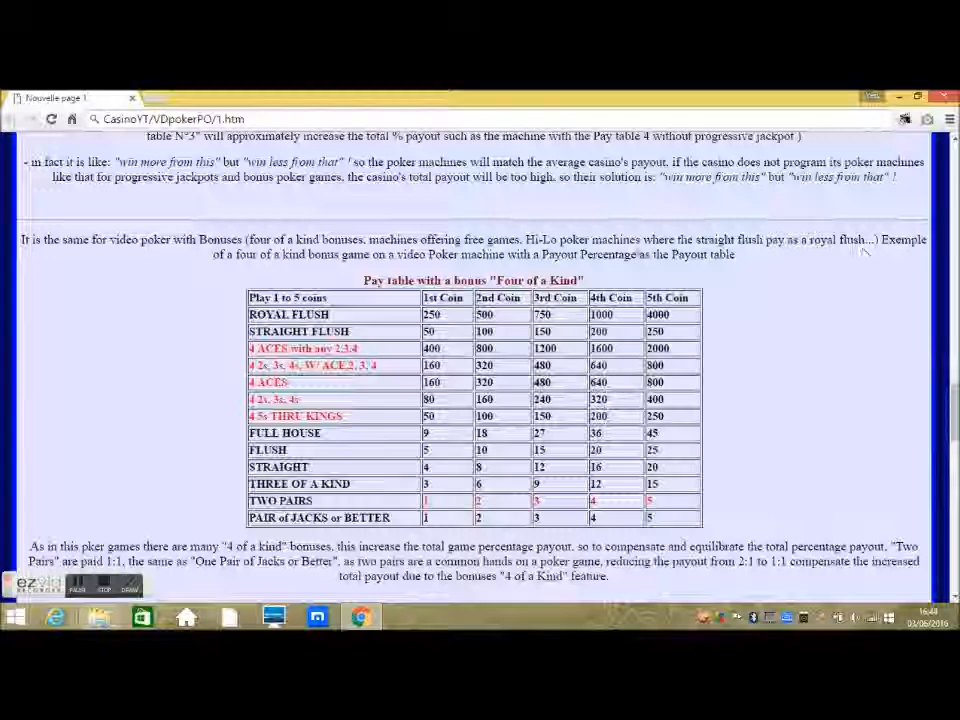 Nouvelle page 1
CasinoYT/VDpokerPO/1.htm
table N°3" will approximately increase the total % payout such as the machine with the Pay table 4 without progressive jackpot )
- in fact it is like: "win more from this" but "win less from that" ! so the poker machines will match the average casino's payout, if the casino does not program its poker machines
like that for progressive jackpots and bonus poker games, the casino's total payout will be too high, so their solution is: "win more from this" but "win less from that" !
It is the same for video poker with Bonuses (four of a kind bonuses, machines offering free games, Hi-Lo poker machines where the straight flush pay as a royal flush...) Exemple
of a four of a kind bonus game on a video Poker machine with a Payout Percentage as the Payout table
Pay table with a bonus "Four of a Kind"
Play 1 to 5 coins 1st Coin 2nd Coin 3rd Coin 4th Coin 5th Coin
ROYAL FLUSH 250 500 750 1000 4000
STRAIGHT FLUSH 50 100 150 200 250
4 ACES with any 2,3,4 400 800 1200 1600 2000
4 2s, 3s, 4s, W/ ACE,2, 3, 4 160 320 480 640 800
4 ACES 160 320 480 640 800
4 2s, 3s, 4s 80 160 240 320 400
4 5s THRU KINGS 50 100 150 200 250
FULL HOUSE 9 18 27 36 45
FLUSH 5 10 15 20 25
STRAIGHT 4 8 12 16 20
THREE OF A KIND 3 6 9 12 15
TWO PAIRS 1 2 3 4 5
PAIR of JACKS or BETTER 1 2 3 4 5
As in this pker games there are many "4 of a kind" bonuses, this increase the total game percentage payout, so to compensate and equilibrate the total percentage payout, "Two
Pairs" are paid 1:1, the same as "One Pair of Jacks or Better", as two pairs are a common hands on a poker game, reducing the payout from 2:1 to 1:1 compensate the increased
total payout due to the bonuses "4 of a Kind" feature.
ezvid
RECORDER
PAUSE STOP DRAW
16:44
03/06/2016